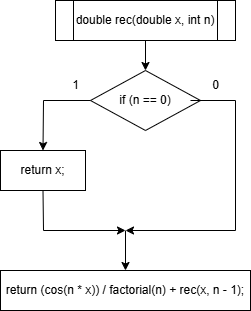 double rec(double x, int n)
1
0
if (n == 0)
return x;
return (cos(n * x)) / factorial(n) + rec(x, n - 1);